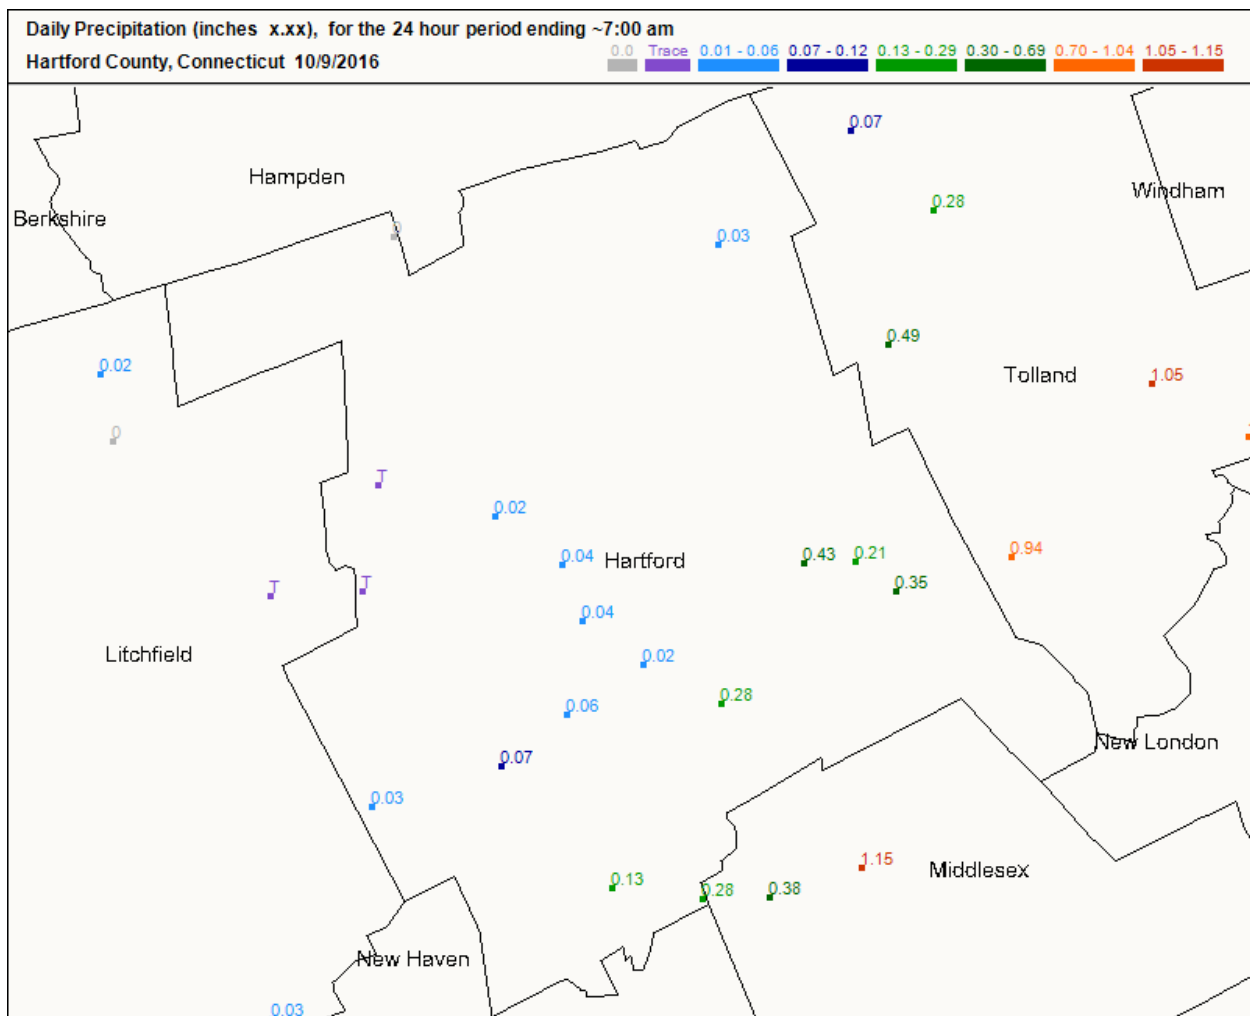 Daily Precipitation (inches x.xx), for the 24 hour period ending ~7:00 am
Hartford County, Connecticut 10/9/2016
0.0 Trace 0.01 - 0.06 0.07 - 0.12 0.13 - 0.29 0.30 - 0.69 0.70 - 1.04 1.05 - 1.15
0.07
Hampden
Windham
0.28
Berkshire
0
0.03
0.49
0.02
Tolland
1.05
0
T
0.02
0.04
Hartford
0.43
0.21
0.94
0.35
T
T
0.04
Litchfield
0.02
0.28
0.06
New London
0.07
0.03
1.15
Middlesex
0.13
0.28
0.38
New Haven
0.03